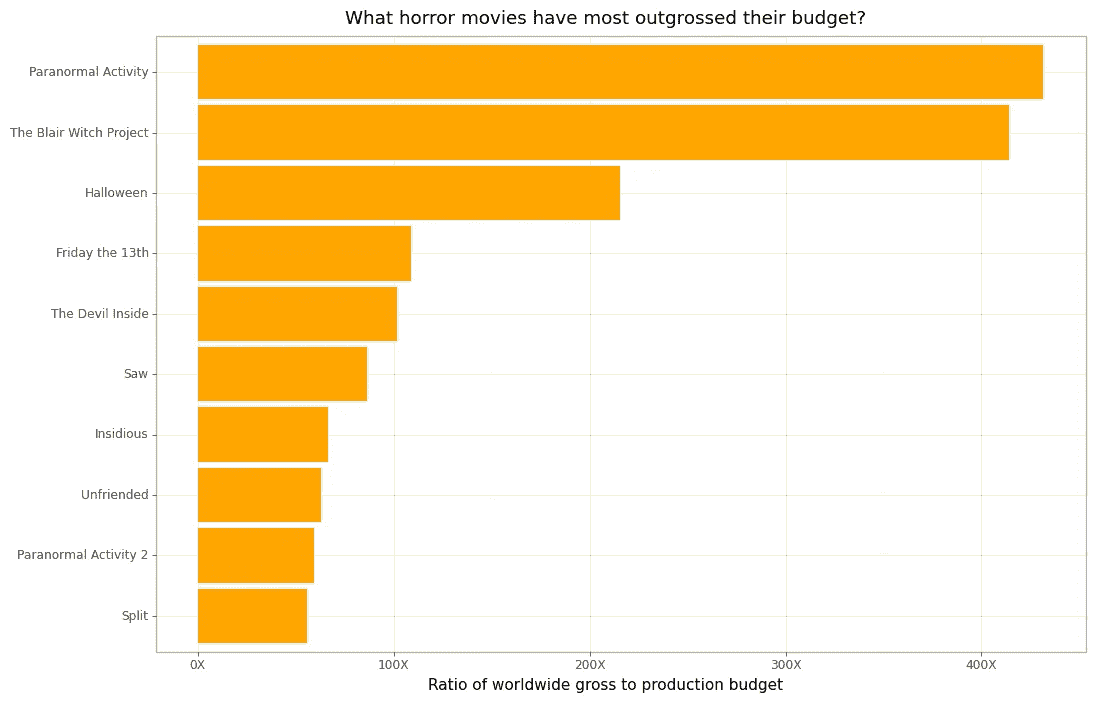 What horror movies have most outgrossed their budget?
Paranormal Activity
The Blair Witch Project
Halloween
Friday the 13th
The Devil Inside
Saw
Insidious
Unfriended
Paranormal Activity 2
Split
0X 100X 200X 300X 400X
Ratio of worldwide gross to production budget